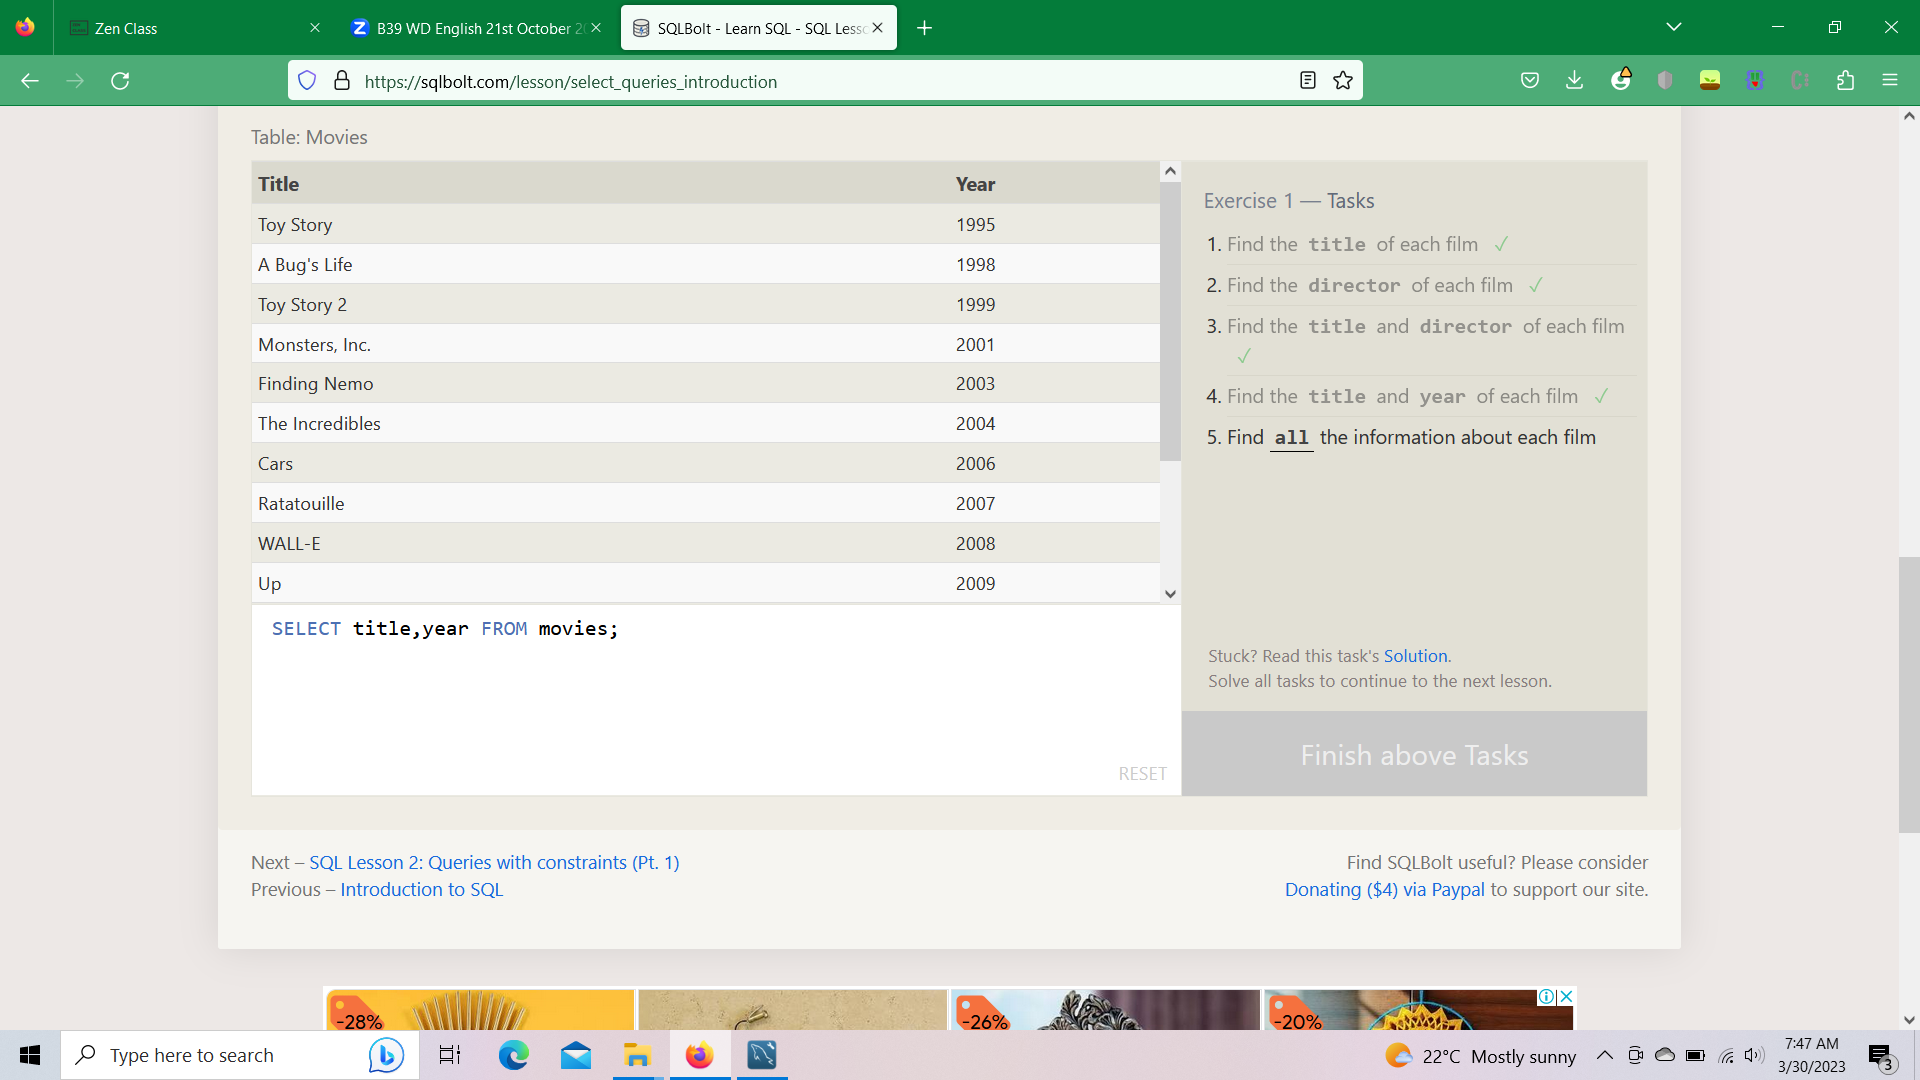 Zen Class
B39 WD English 21st October 2
SQLBolt - Learn SQL - SQL Less
https://sqlbolt.com/lesson/select_queries_introduction
Table: Movies
Title Year
Toy Story 1995
A Bug's Life 1998
Toy Story 2 1999
Monsters, Inc. 2001
Finding Nemo 2003
The Incredibles 2004
Cars 2006
Ratatouille 2007
WALL-E 2008
Up 2009
SELECT title,year FROM movies;
RESET
Exercise 1 — Tasks
1. Find the title of each film ✓
2. Find the director of each film ✓
3. Find the title and director of each film
✓
4. Find the title and year of each film ✓
5. Find all the information about each film
Stuck? Read this task's Solution.
Solve all tasks to continue to the next lesson.
Finish above Tasks
Next – SQL Lesson 2: Queries with constraints (Pt. 1)
Previous – Introduction to SQL
Find SQLBolt useful? Please consider
Donating ($4) via Paypal to support our site.
-28%
-26%
-20%
Type here to search
22°C Mostly sunny
7:47 AM
3/30/2023
3